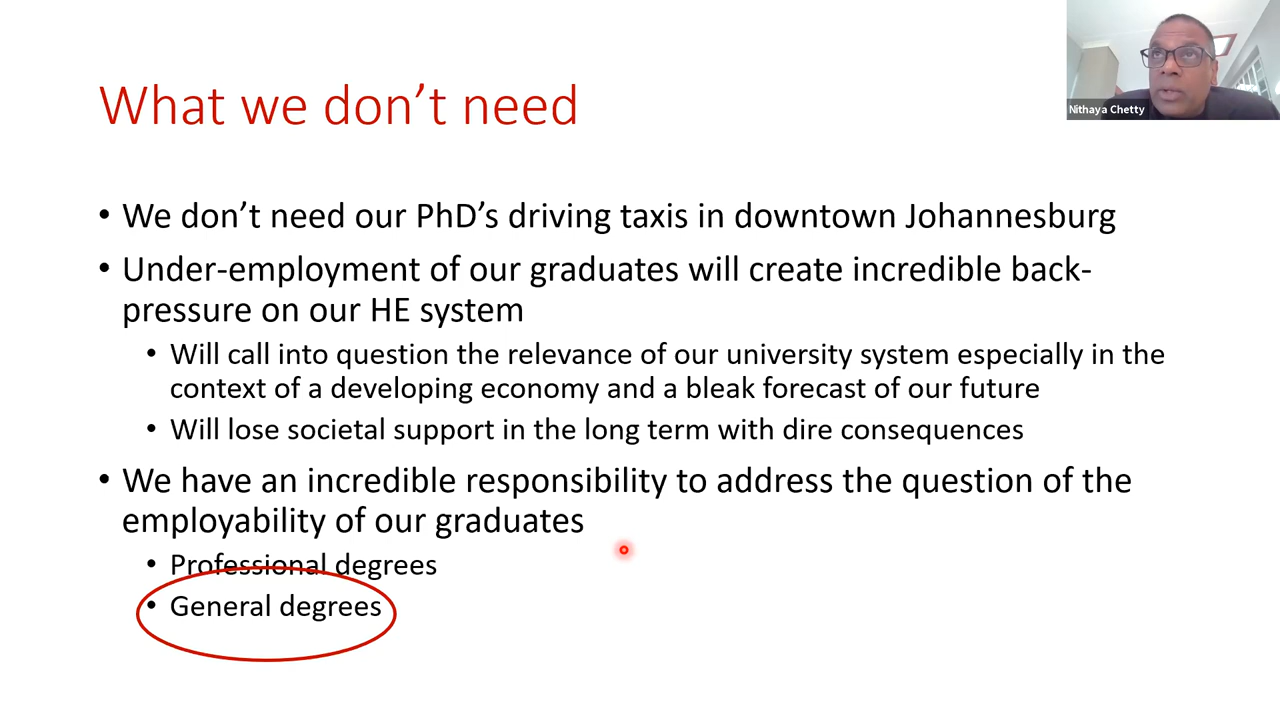 What we don’t need
Nithaya Chetty
• We don’t need our PhD’s driving taxis in downtown Johannesburg
• Under-employment of our graduates will create incredible back-
pressure on our HE system
• Will call into question the relevance of our university system especially in the
context of a developing economy and a bleak forecast of our future
• Will lose societal support in the long term with dire consequences
• We have an incredible responsibility to address the question of the
employability of our graduates
• Professional degrees
• General degrees